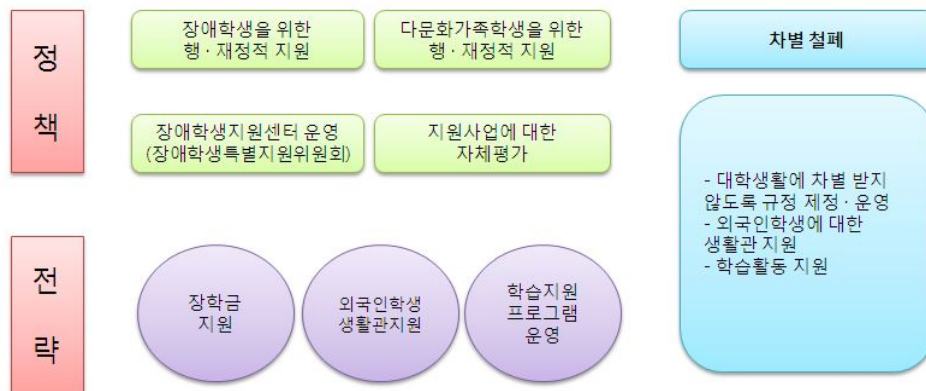 정
책
장애학생을 위한
행·재정적 지원
다문화가족학생을 위한
행·재정적 지원
장애학생지원센터 운영
(장애학생특별지원위원회)
지원사업에 대한
자체평가
전
략
장학금
지원
외국인학생
생활관지원
학습지원
프로그램
운영
차별 철폐
- 대학생활에 차별 받지
않도록 규정 제정·운영
- 외국인학생에 대한
생활관 지원
- 학습활동 지원